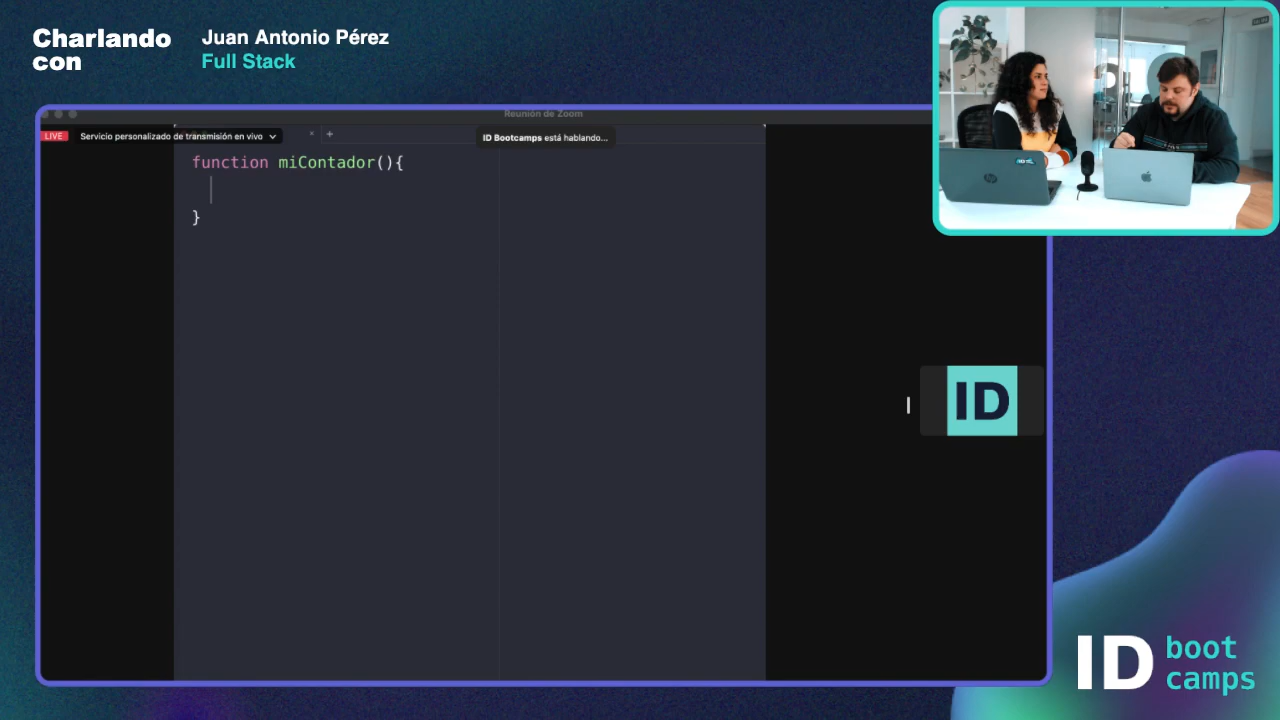 Charlando
con
Juan Antonio Pérez
Full Stack
Reunión de Zoom
LIVE
Servicio personalizado de transmisión en vivo
ID Bootcamps está hablando...
function miContador(){
}
ID
ID
boot
camps